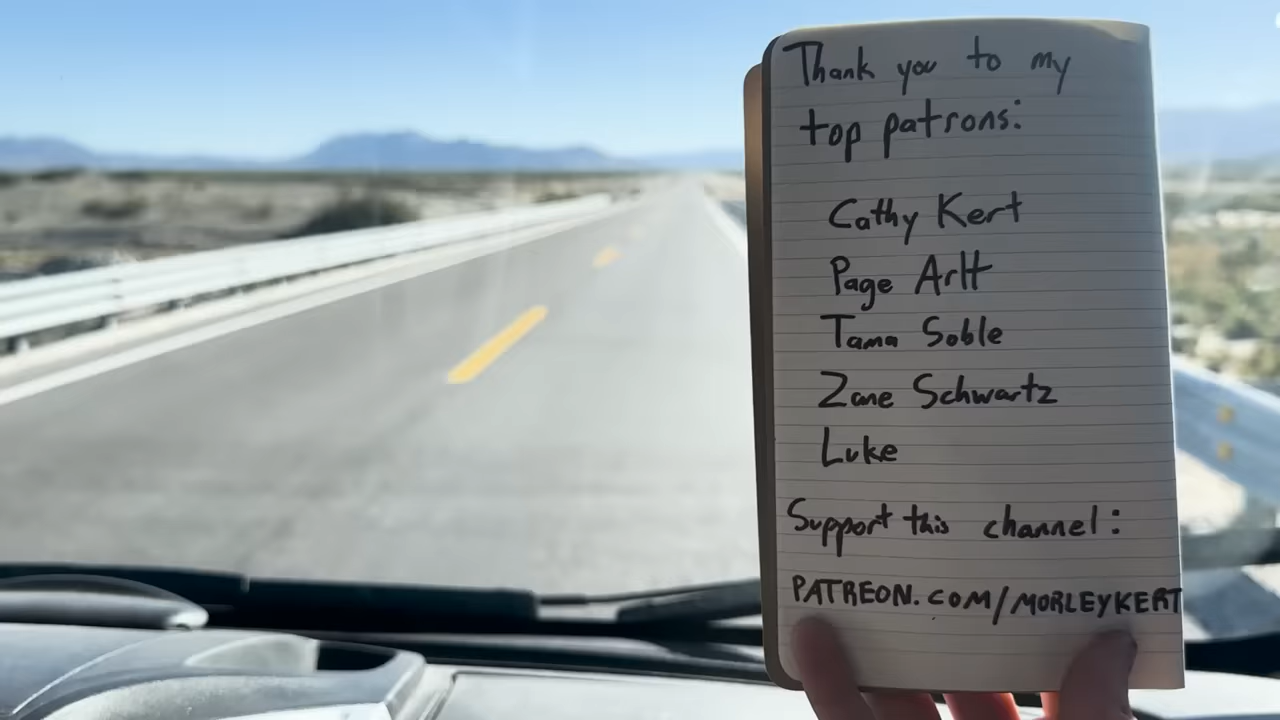 Thank you to my
top patrons:
Cathy Kert
Page Arlt
Tama Soble
Zane Schwartz
Luke
Support this channel:
PATREON.COM/MORLEYKERT